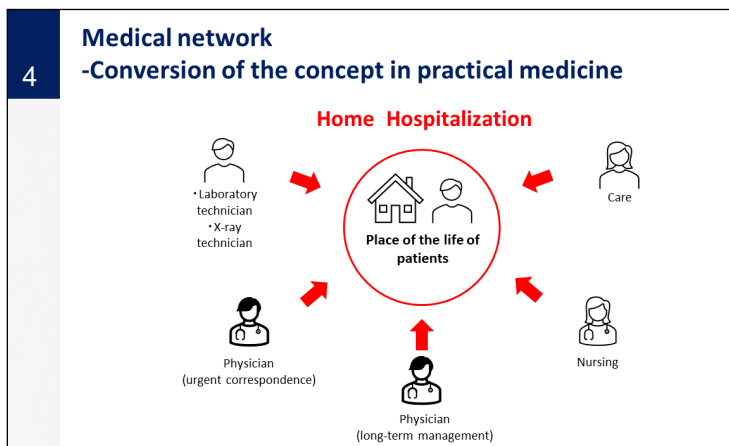 4
Medical network
-Conversion of the concept in practical medicine
Home Hospitalization
・Laboratory
technician
・X-ray
technician
Care
Place of the life of
patients
Physician
(urgent correspondence)
Nursing
Physician
(long-term management)